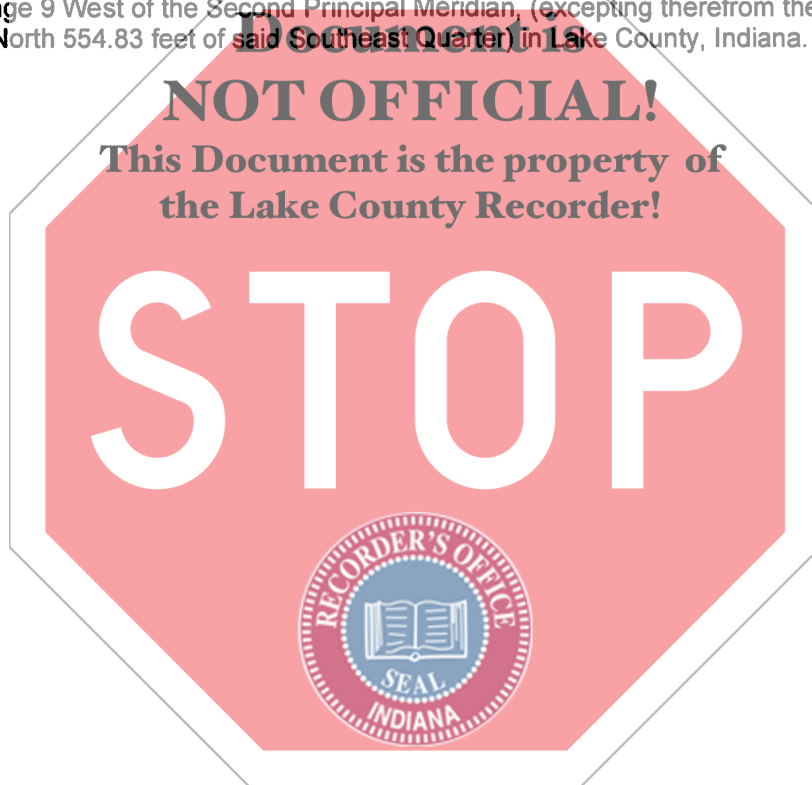 ge 9 West of the Second Principal Meridian, (excepting therefrom the
North 554.83 feet of said Southeast Quarter) in Lake County, Indiana.
Document is
NOT OFFICIAL!
This Document is the property of
the Lake County Recorder!
STOP
RECORDER'S OFFICE
SEAL
INDIANA